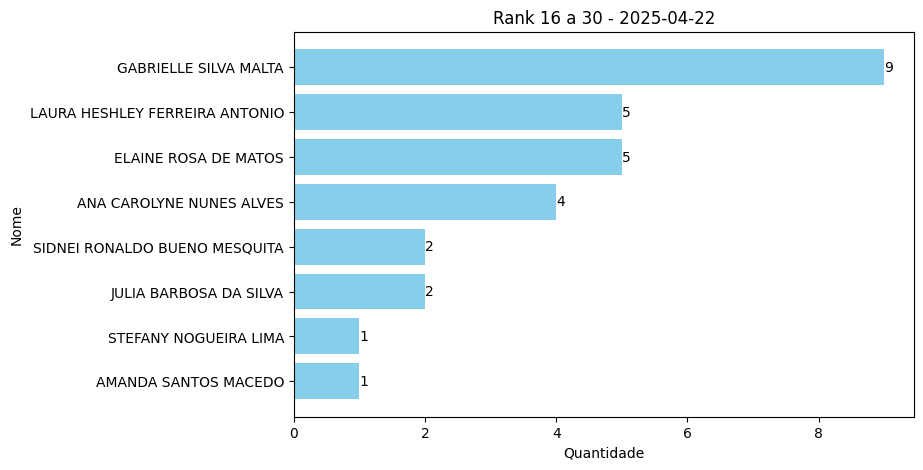 Rank 16 a 30 - 2025-04-22
Nome
GABRIELLE SILVA MALTA 9
LAURA HESHLEY FERREIRA ANTONIO 5
ELAINE ROSA DE MATOS 5
ANA CAROLYNE NUNES ALVES 4
SIDNEI RONALDO BUENO MESQUITA 2
JULIA BARBOSA DA SILVA 2
STEFANY NOGUEIRA LIMA 1
AMANDA SANTOS MACEDO 1
0 2 4 6 8
Quantidade